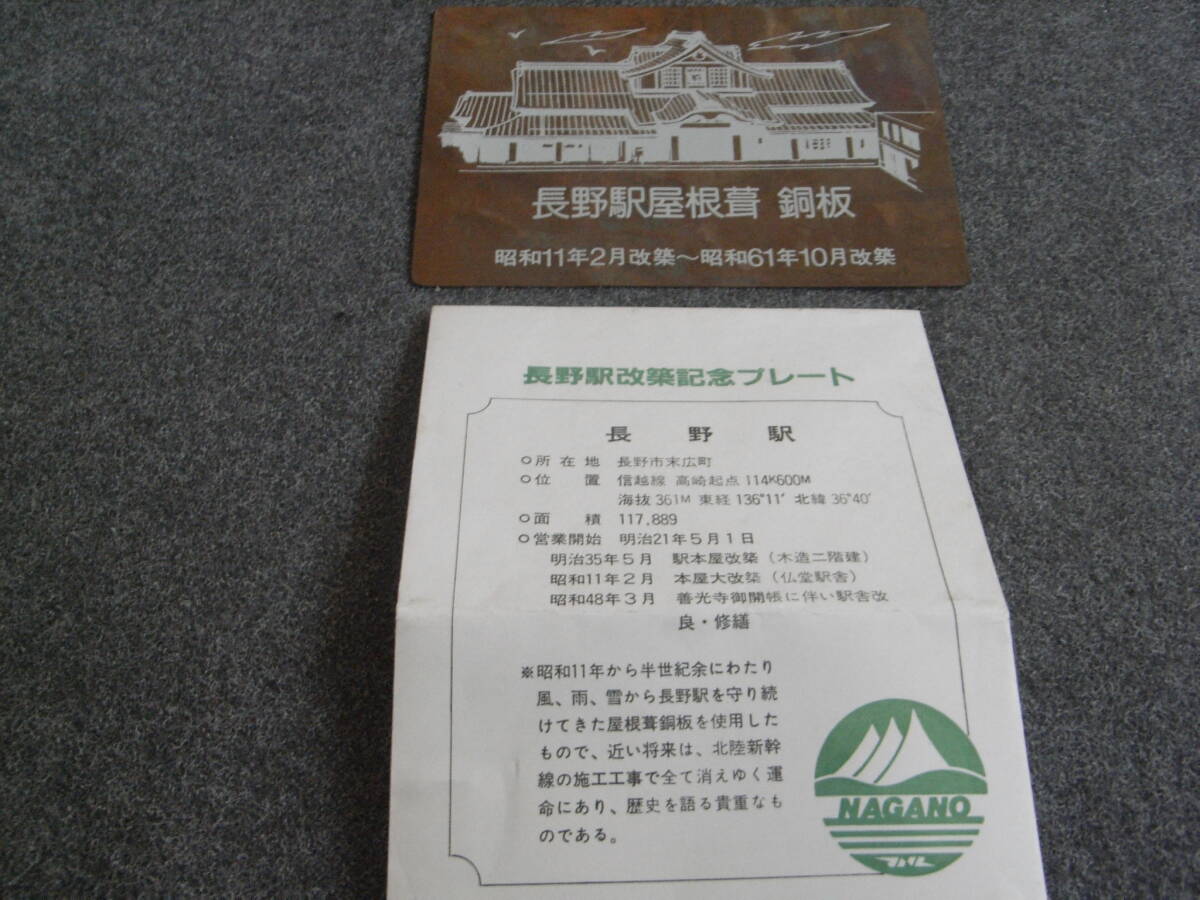 長野駅屋根葺 銅板
昭和11年2月改築～昭和61年10月改築
長野駅改築記念プレート
長野駅
○所在地 長野市末広町
○位置 信越線 高崎起点 114K600M
海抜 361M 東経 136°11′ 北緯 36°40′
○面積 117,889
○営業開始 明治21年5月1日
明治35年5月 駅本屋改築（木造二階建）
昭和11年2月 本屋大改築（仏堂駅舎）
昭和48年3月 善光寺御開帳に伴い駅舎改
良・修繕
※昭和11年から半世紀余にわたり
風、雨、雪から長野駅を守り続
けてきた屋根葺銅板を使用した
もので、近い将来は、北陸新幹
線の施工工事で全て消えゆく運
命にあり、歴史を語る貴重なも
のである。
NAGANO
JNR